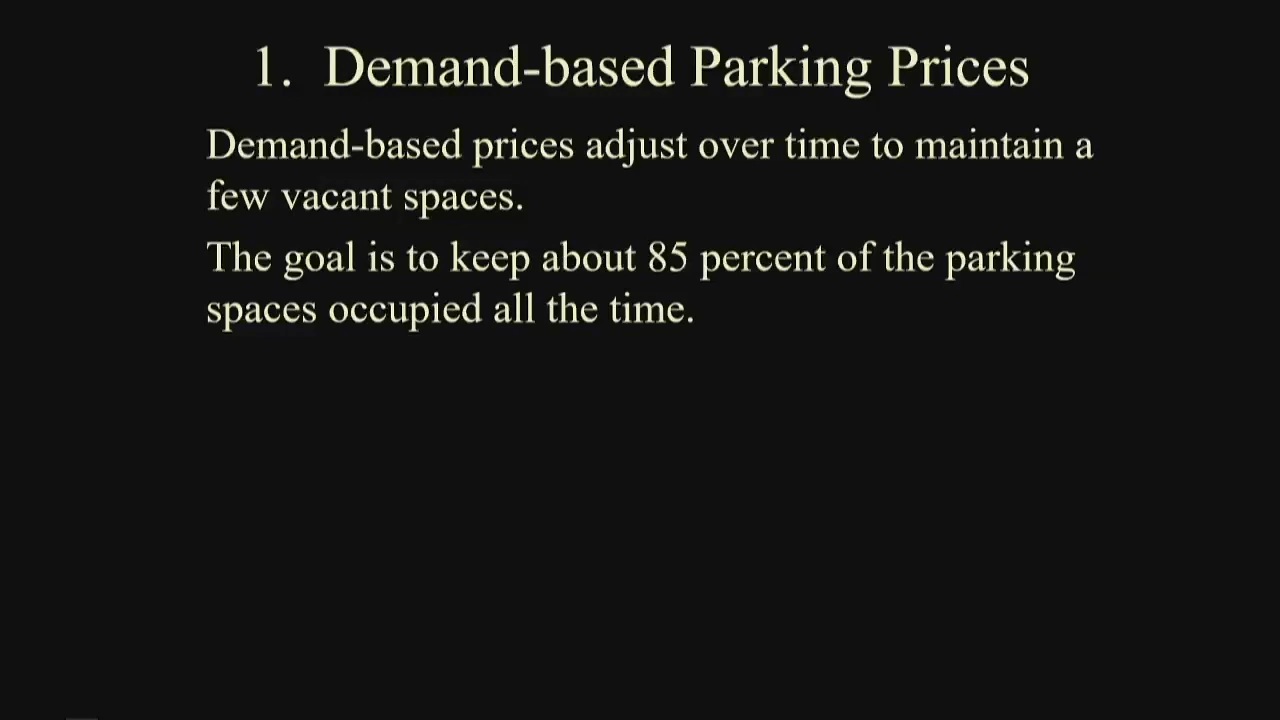 1. Demand-based Parking Prices
Demand-based prices adjust over time to maintain a
few vacant spaces.
The goal is to keep about 85 percent of the parking
spaces occupied all the time.